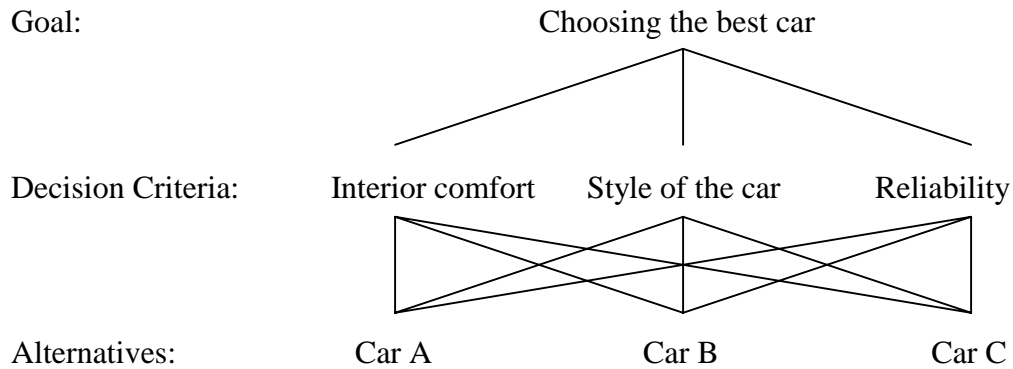 Goal: Choosing the best car
Decision Criteria: Interior comfort Style of the car Reliability
Alternatives: Car A Car B Car C